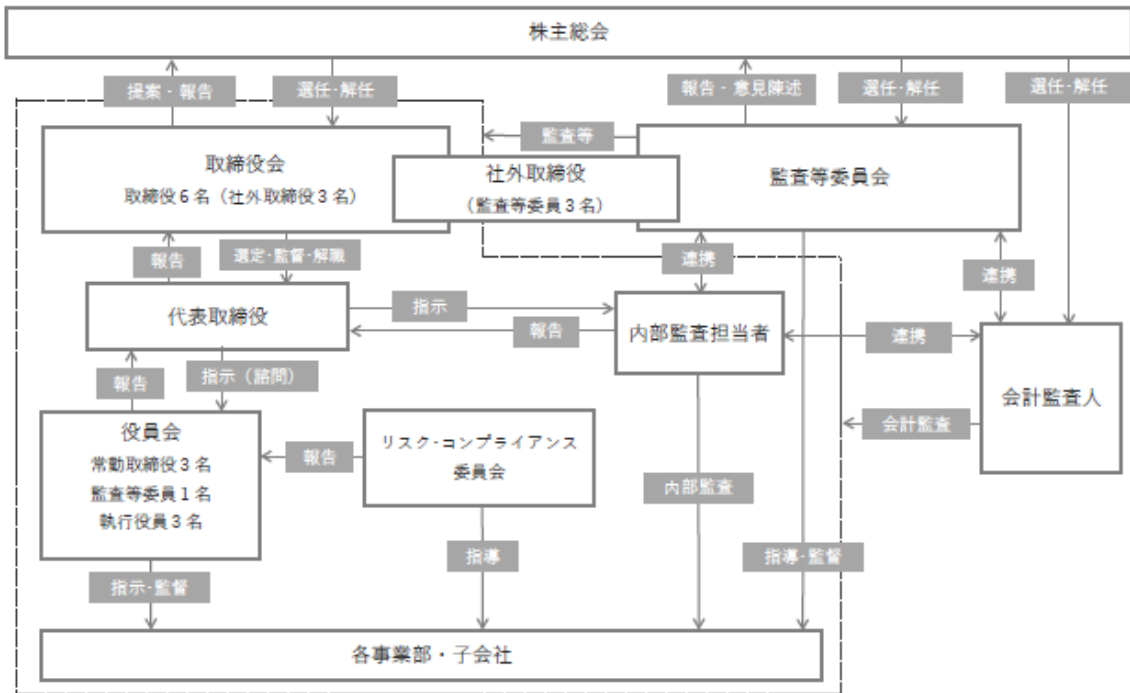 株主総会
提案・報告
選任・解任
報告・意見陳述
選任・解任
選任・解任
監査等
取締役会
取締役6名（社外取締役3名）
社外取締役
（監査等委員3名）
監査等委員会
報告
選定・監督・解職
連携
連携
代表取締役
指示
報告
内部監査担当者
連携
会計監査人
報告
指示（諮問）
会計監査
役員会
常勤取締役3名
監査等委員1名
執行役員3名
報告
リスク・コンプライアンス
委員会
内部監査
指示・監督
指導
指導・監督
各事業部・子会社